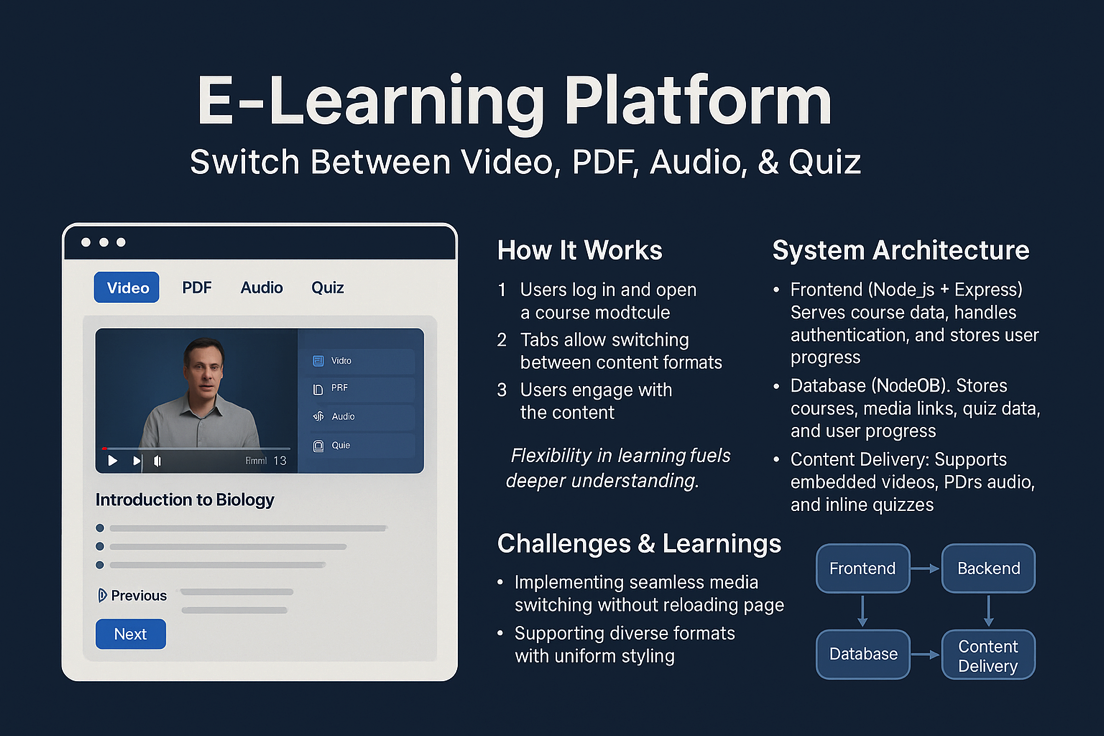 E-Learning Platform
Switch Between Video, PDF, Audio, & Quiz
Video PDF Audio Quiz
Vidro
PRF
Audio
Quie
13
Introduction to Biology
Previous
Next
How It Works
1 Users log in and open
a course modtcule
2 Tabs allow switching
between content formats
3 Users engage with
the content
Flexibility in learning fuels
deeper understanding.
Challenges & Learnings
• Implementing seamless media
switching without reloading page
• Supporting diverse formats
with uniform styling
System Architecture
• Frontend (Node_js + Express)
Serves course data, handles
authentication, and stores user
progress
• Database (NodeOB). Stores
courses, media links, quiz data,
and user progress
• Content Delivery: Supports
embedded videos, PDrs audio,
and inline quizzes
Frontend
Backend
Database
Content
Delivery